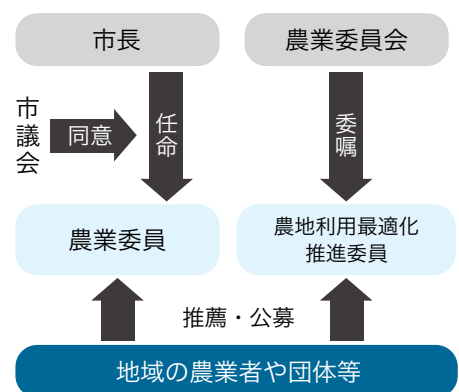 市長
農業委員会
市議会
同意
任命
委嘱
農業委員
農地利用最適化
推進委員
推薦・公募
地域の農業者や団体等